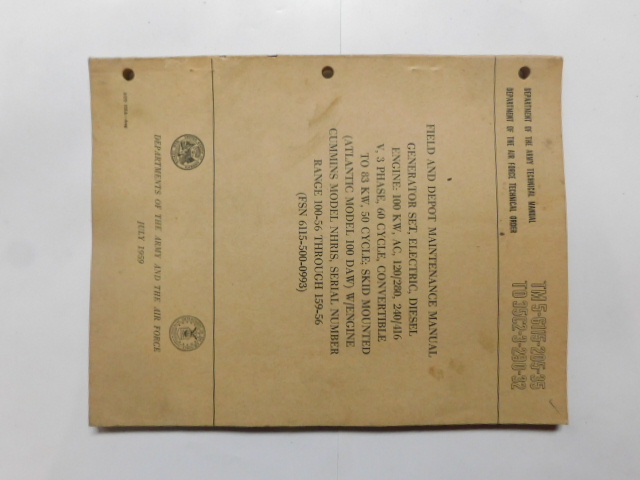 DEPARTMENT OF THE ARMY TECHNICAL MANUAL
DEPARTMENT OF THE AIR FORCE TECHNICAL ORDER
TM 5-6115-205-35
TO 35C2-3-290-32
FIELD AND DEPOT MAINTENANCE MANUAL
GENERATOR SET, ELECTRIC, DIESEL
ENGINE: 100 KW, AC, 120/208, 240/416
V, 3 PHASE, 60 CYCLE, CONVERTIBLE
TO 83 KW, 50 CYCLE; SKID MOUNTED
(ATLANTIC MODEL 100 DAW) W/ENGINE
CUMMINS MODEL NHRIS, SERIAL NUMBER
RANGE 100-56 THROUGH 159-56
(FSN 6115-500-0993)
DEPARTMENTS OF THE ARMY AND THE AIR FORCE
JULY 1959